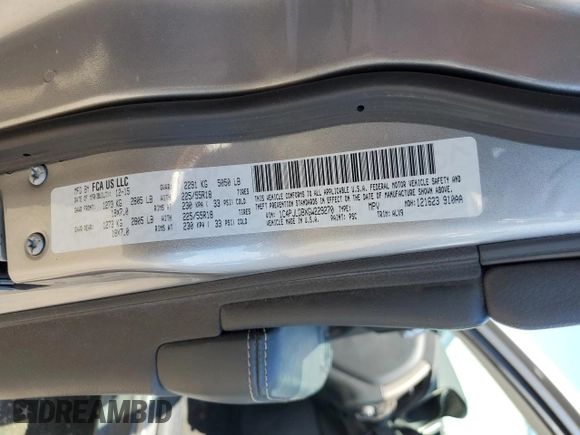 MFD BY FCA US LLC
DATE OF MFR 12-15 GVWR 2291 KG 5050 LB
GAWR FRONT 1273 KG 2805 LB WITH TIRES
18X7.0 RIMS AT 225/55R18 230 KPA / 33 PSI COLD
GAWR REAR 1273 KG 2805 LB WITH TIRES
18X7.0 RIMS AT 225/55R18 230 KPA / 33 PSI COLD
THIS VEHICLE CONFORMS TO ALL APPLICABLE U.S.A. FEDERAL MOTOR VEHICLE SAFETY AND
THEFT PREVENTION STANDARDS IN EFFECT ON THE DATE OF MANUFACTURE SHOWN ABOVE
TYPE: MPV MDH: 121623 910AA
VEHICLE MADE IN U.S.A. PAINT: PSC TRIM: ALX9
DREAMBID